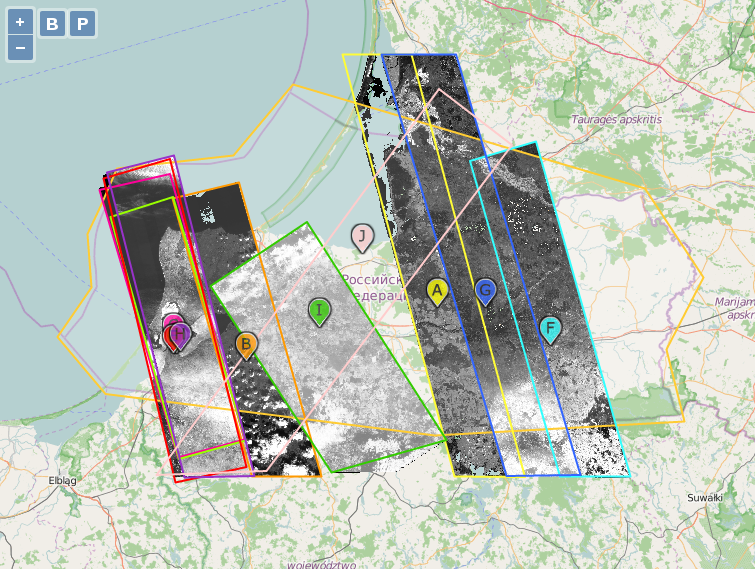 + B P
−
Tauragės apskritis
J
Российск
едерац
A
G
I
F
H
B
Marijam
apskr
Elbląg
Suwałki
województwo